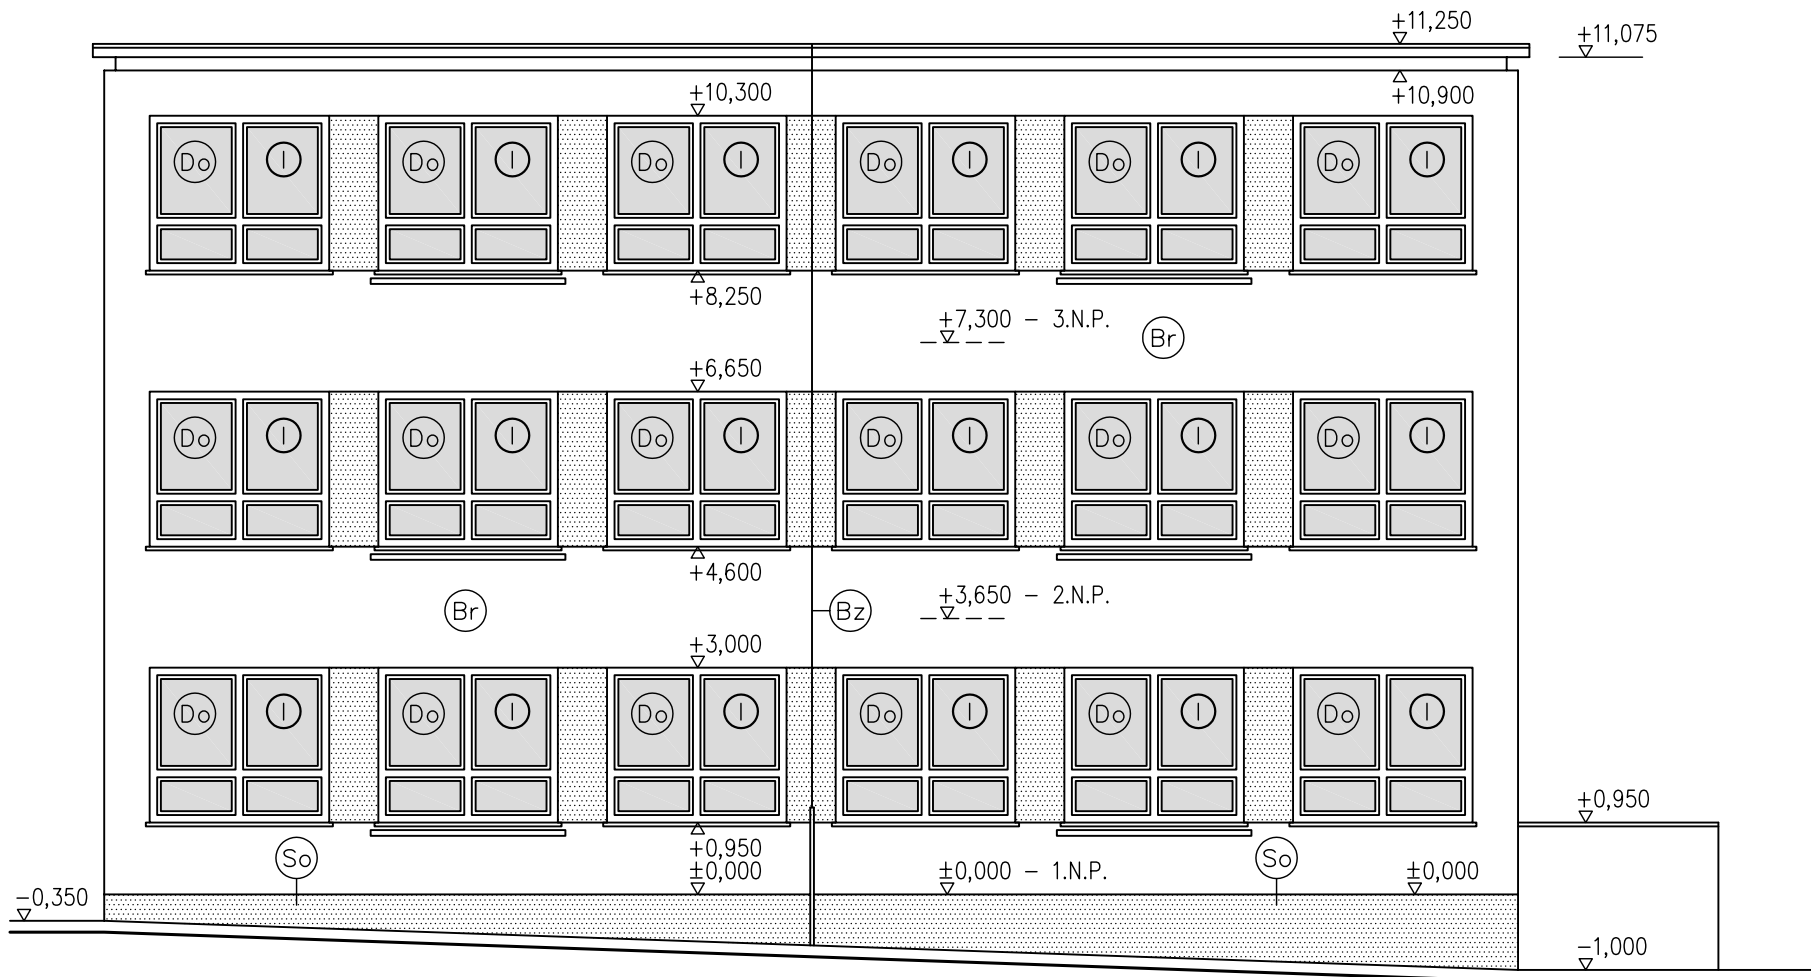 +11,250
+11,075
+10,300
+10,900
Do I Do I Do I Do I Do I Do I
+8,250
+7,300 - 3.N.P.
Br
+6,650
Do I Do I Do I Do I Do I Do I
+4,600
Br
Bz
+3,650 - 2.N.P.
+3,000
Do I Do I Do I Do I Do I Do I
+0,950
So
+0,950
So
±0,000
±0,000 - 1.N.P.
±0,000
-0,350
-1,000